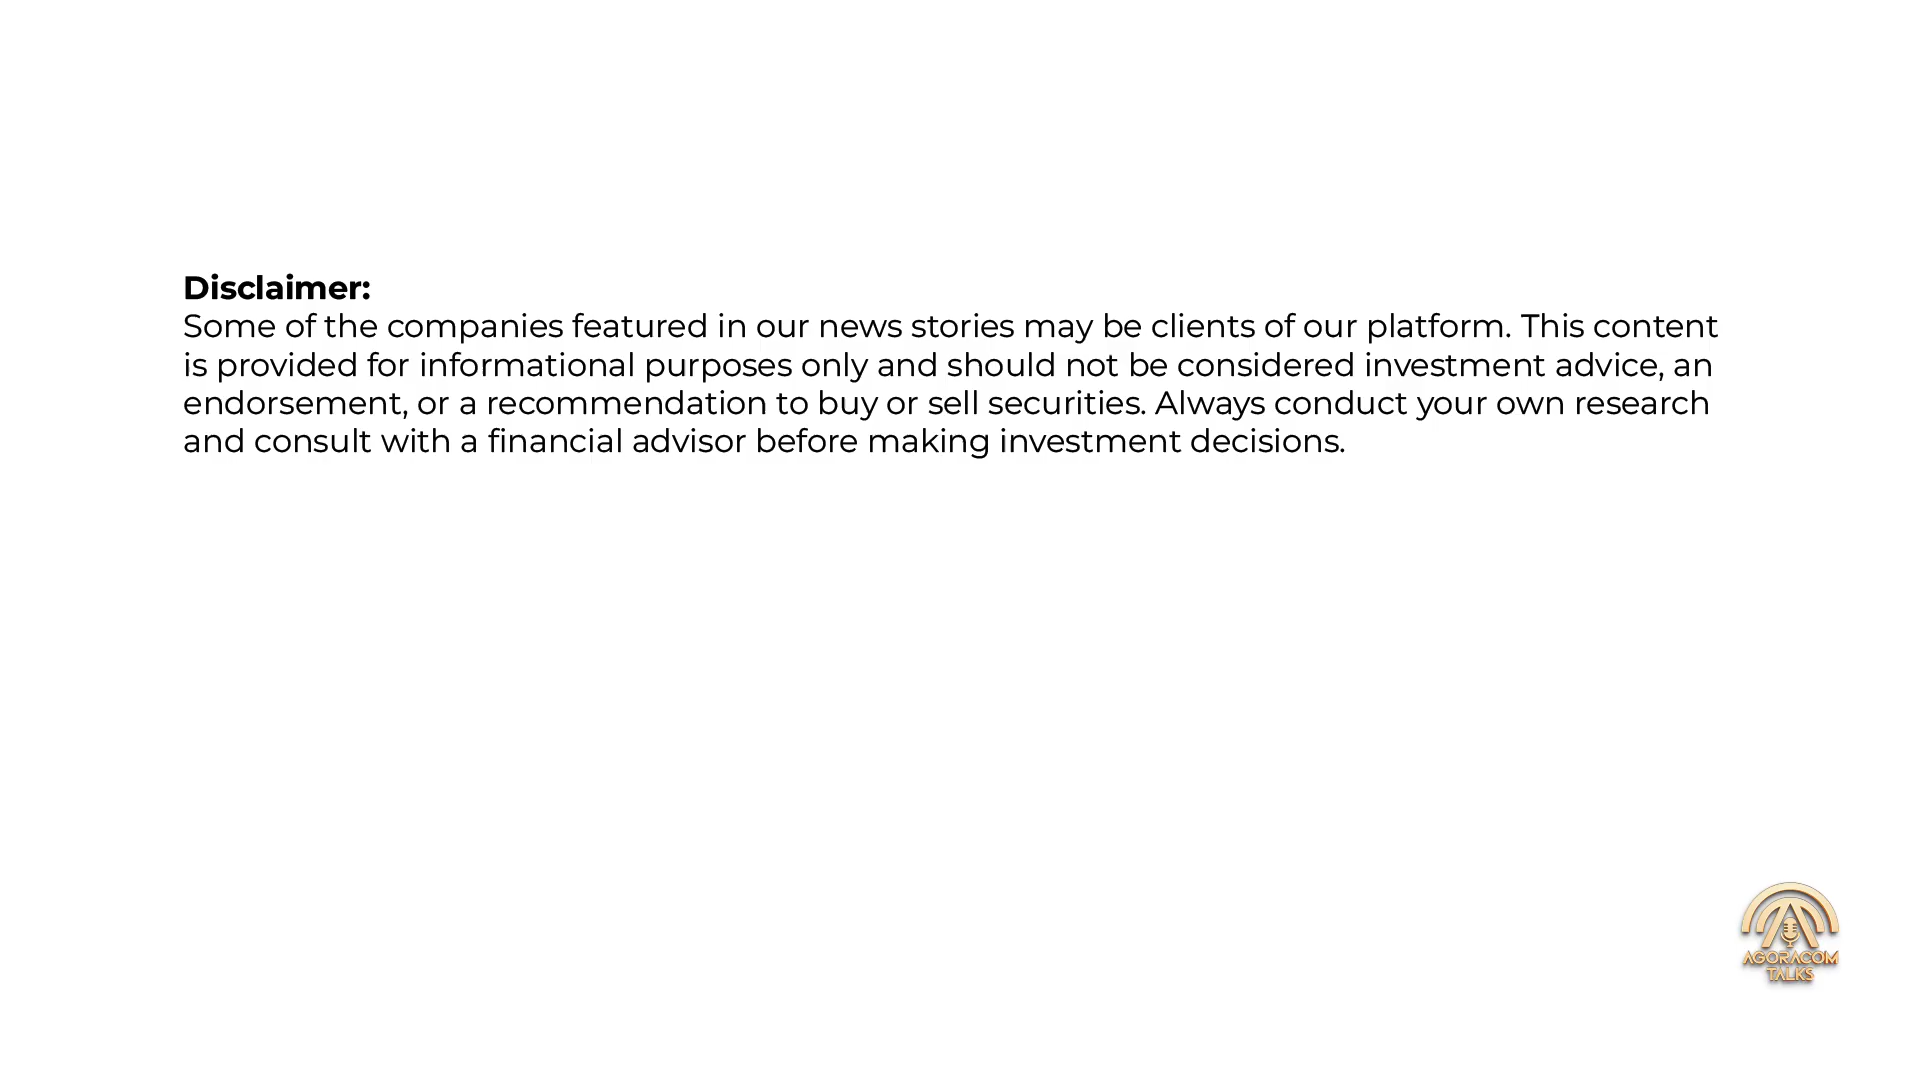 Disclaimer:
Some of the companies featured in our news stories may be clients of our platform. This content
is provided for informational purposes only and should not be considered investment advice, an
endorsement, or a recommendation to buy or sell securities. Always conduct your own research
and consult with a financial advisor before making investment decisions.
AGORACOM
TALKS